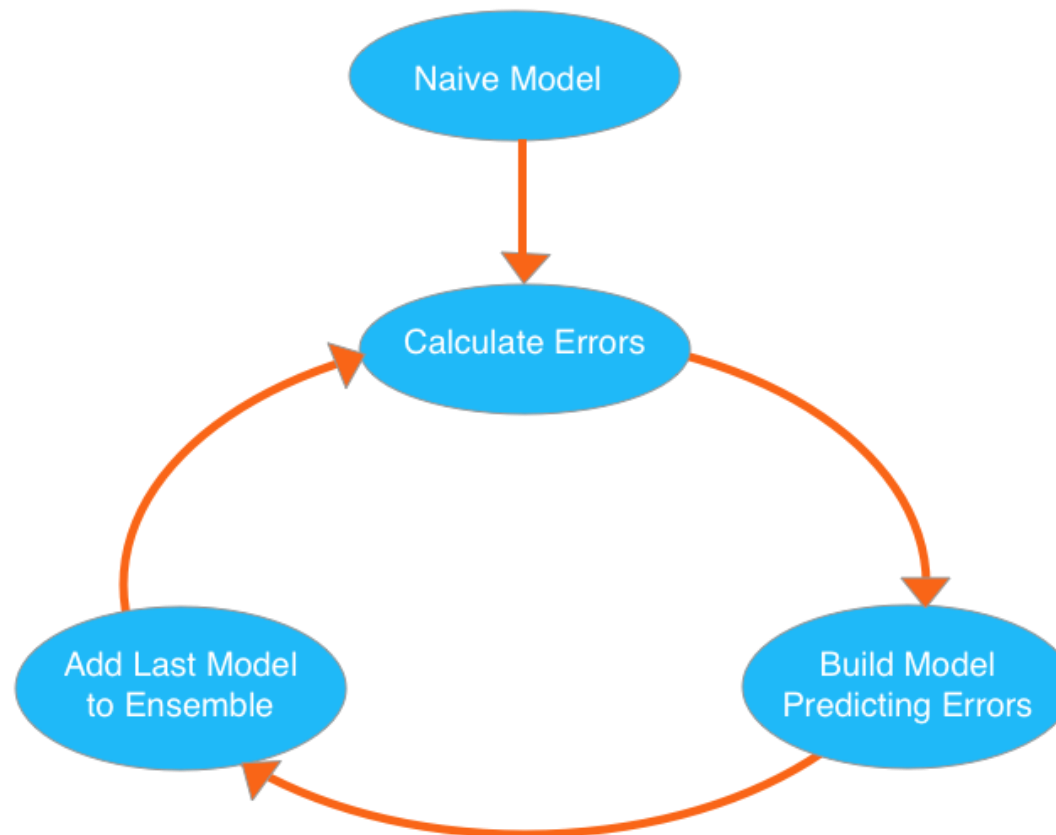 Naive Model
Calculate Errors
Add Last Model
to Ensemble
Build Model
Predicting Errors